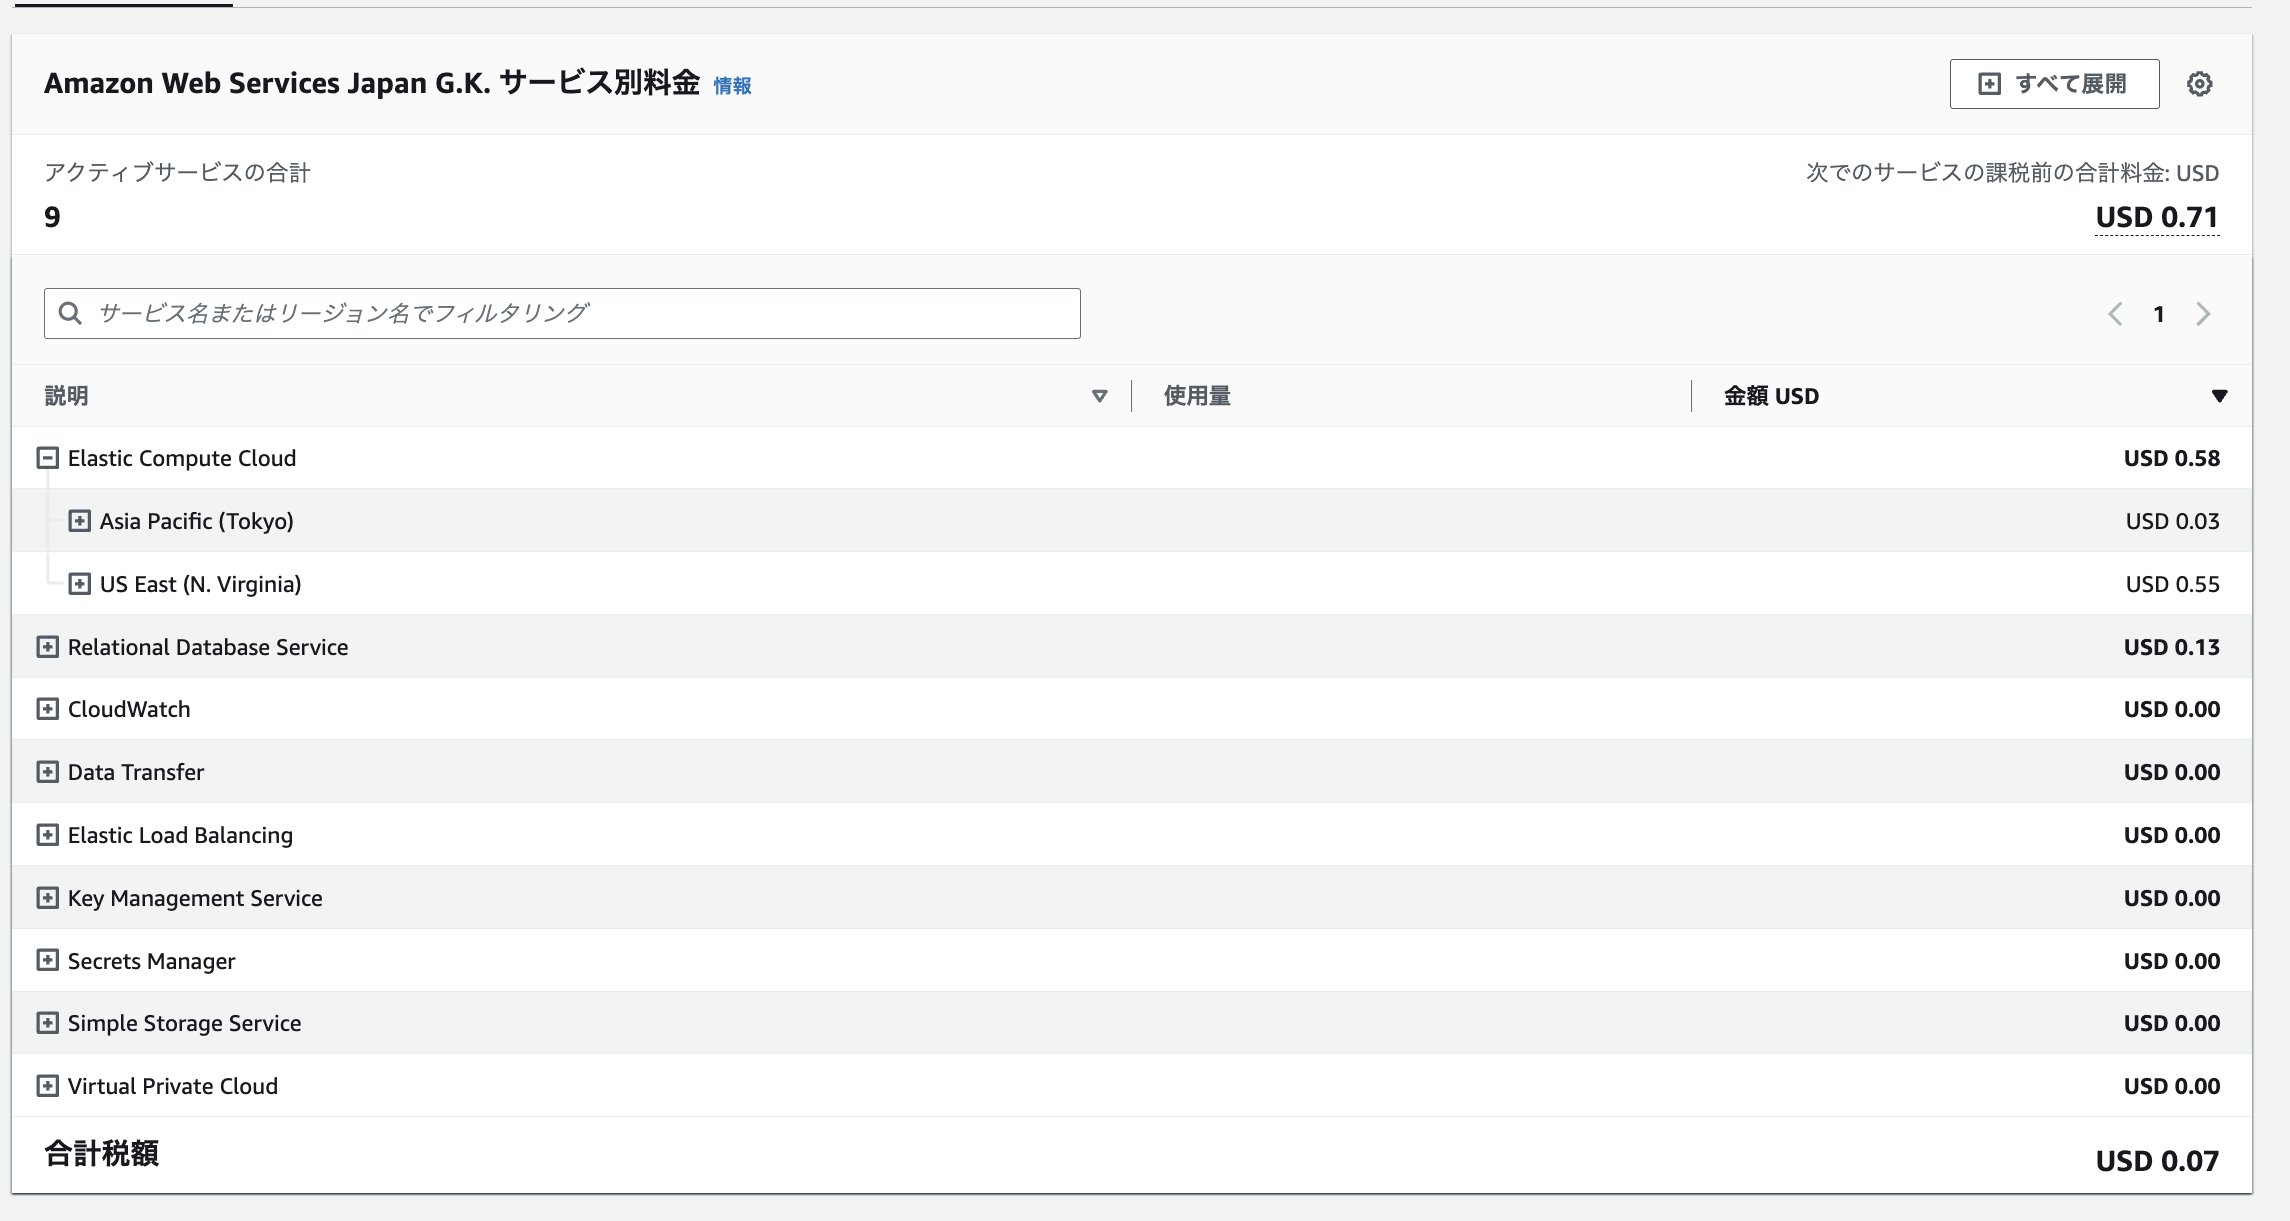 Amazon Web Services Japan G.K. サービス別料金 情報
すべて展開
アクティブサービスの合計
次でのサービスの課税前の合計料金: USD
9
USD 0.71
サービス名またはリージョン名でフィルタリング
1
説明 使用量 金額 USD
Elastic Compute Cloud USD 0.58
Asia Pacific (Tokyo) USD 0.03
US East (N. Virginia) USD 0.55
Relational Database Service USD 0.13
CloudWatch USD 0.00
Data Transfer USD 0.00
Elastic Load Balancing USD 0.00
Key Management Service USD 0.00
Secrets Manager USD 0.00
Simple Storage Service USD 0.00
Virtual Private Cloud USD 0.00
合計税額 USD 0.07